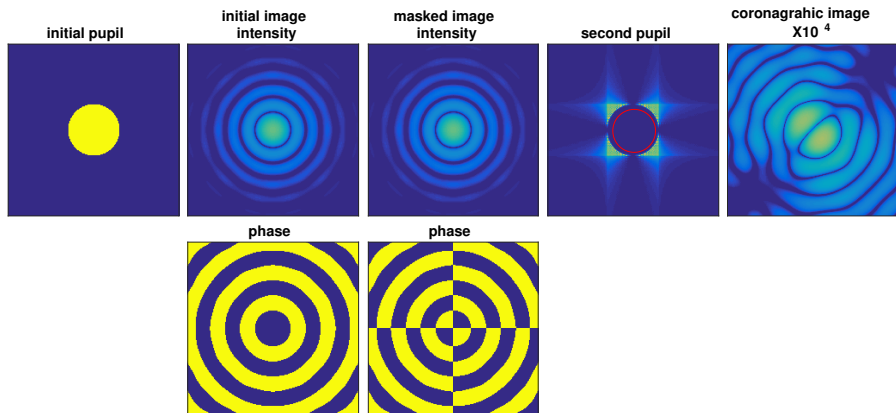 initial pupil
initial image
intensity
masked image
intensity
second pupil
coronagrahic image
X10 4
phase
phase